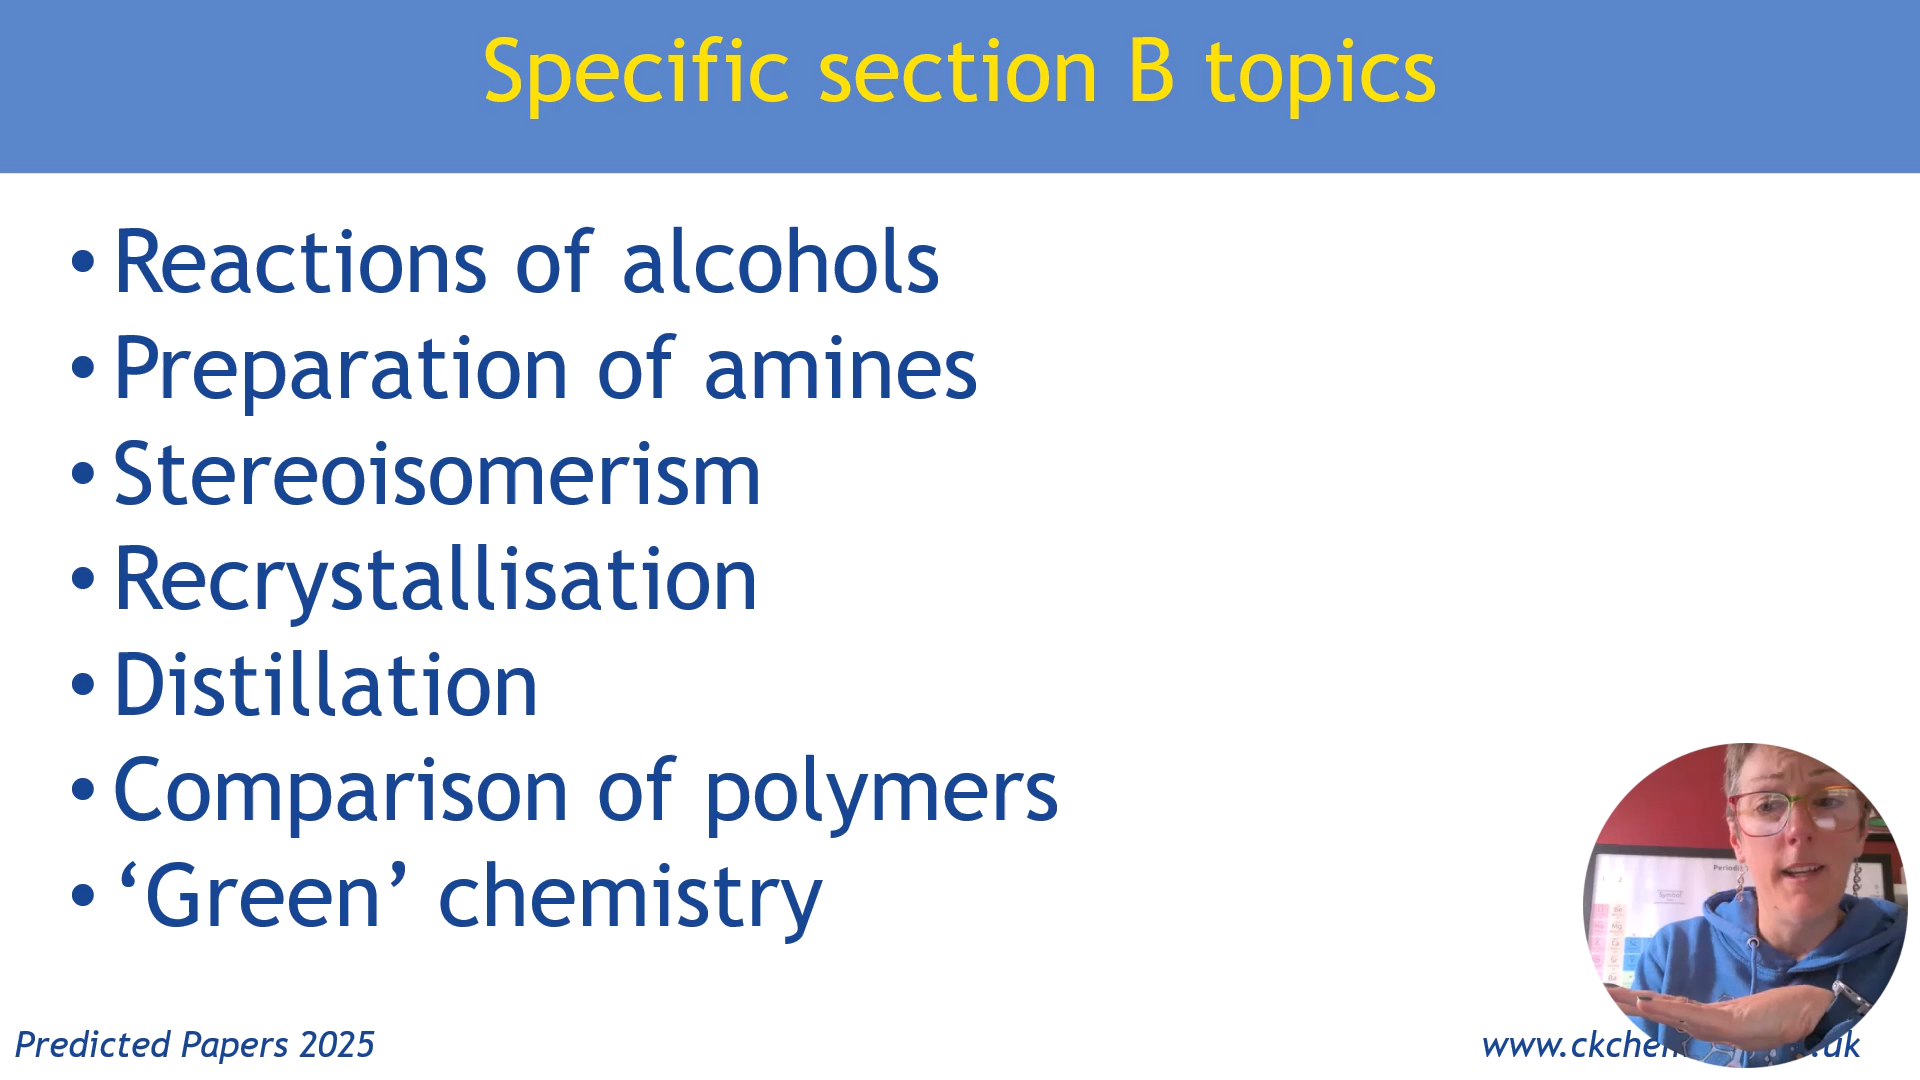 Specific section B topics
• Reactions of alcohols
• Preparation of amines
• Stereoisomerism
• Recrystallisation
• Distillation
• Comparison of polymers
• ‘Green’ chemistry
Predicted Papers 2025